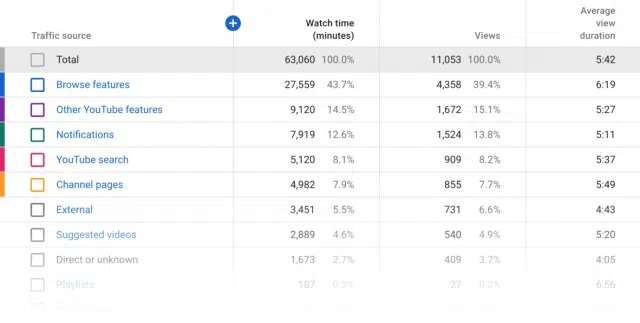 Traffic source Watch time (minutes) Views Average view duration
Total 63,060 100.0% 11,053 100.0% 5:42
Browse features 27,559 43.7% 4,358 39.4% 6:19
Other YouTube features 9,120 14.5% 1,672 15.1% 5:27
Notifications 7,919 12.6% 1,524 13.8% 5:11
YouTube search 5,120 8.1% 909 8.2% 5:37
Channel pages 4,982 7.9% 855 7.7% 5:49
External 3,451 5.5% 731 6.6% 4:43
Suggested videos 2,889 4.6% 540 4.9% 5:20
Direct or unknown 1,673 2.7% 409 3.7% 4:05
Playlists 187 0.3% 27 0.2% 6:56